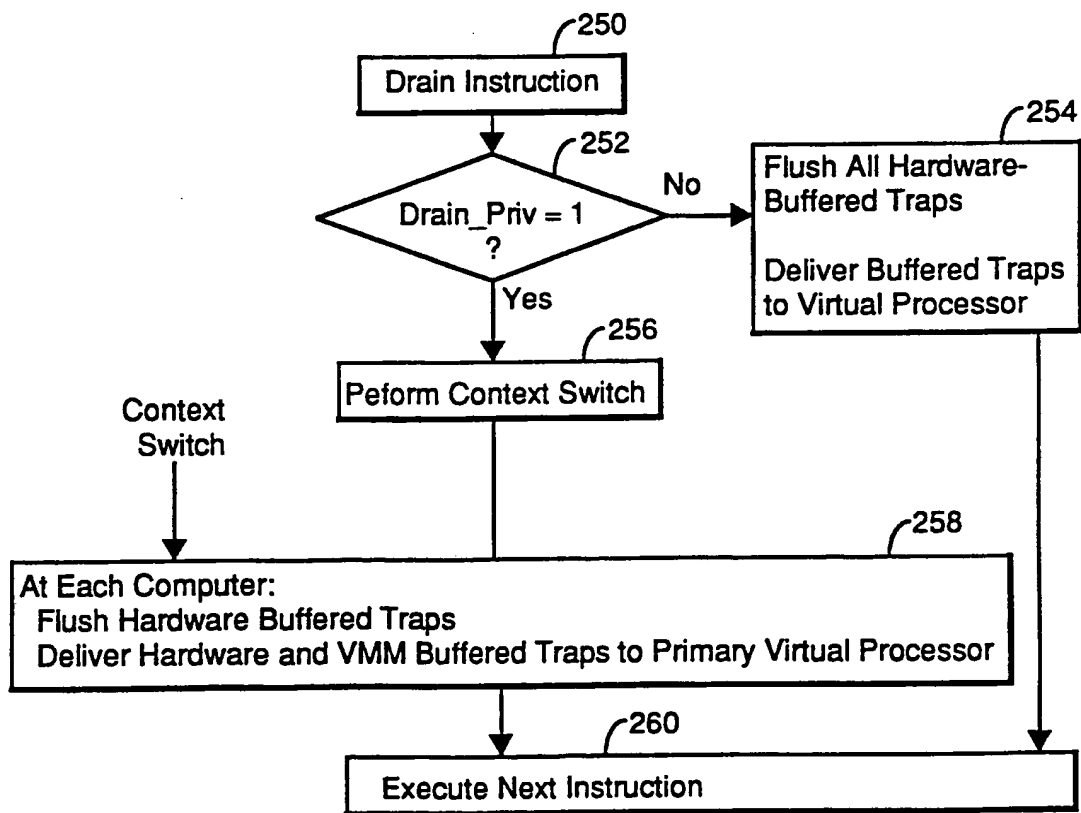 250
Drain Instruction
252
254
Drain_Priv = 1
?
No
Flush All Hardware-
Buffered Traps
Deliver Buffered Traps
to Virtual Processor
Yes
256
Peform Context Switch
Context
Switch
258
At Each Computer:
Flush Hardware Buffered Traps
Deliver Hardware and VMM Buffered Traps to Primary Virtual Processor
260
Execute Next Instruction